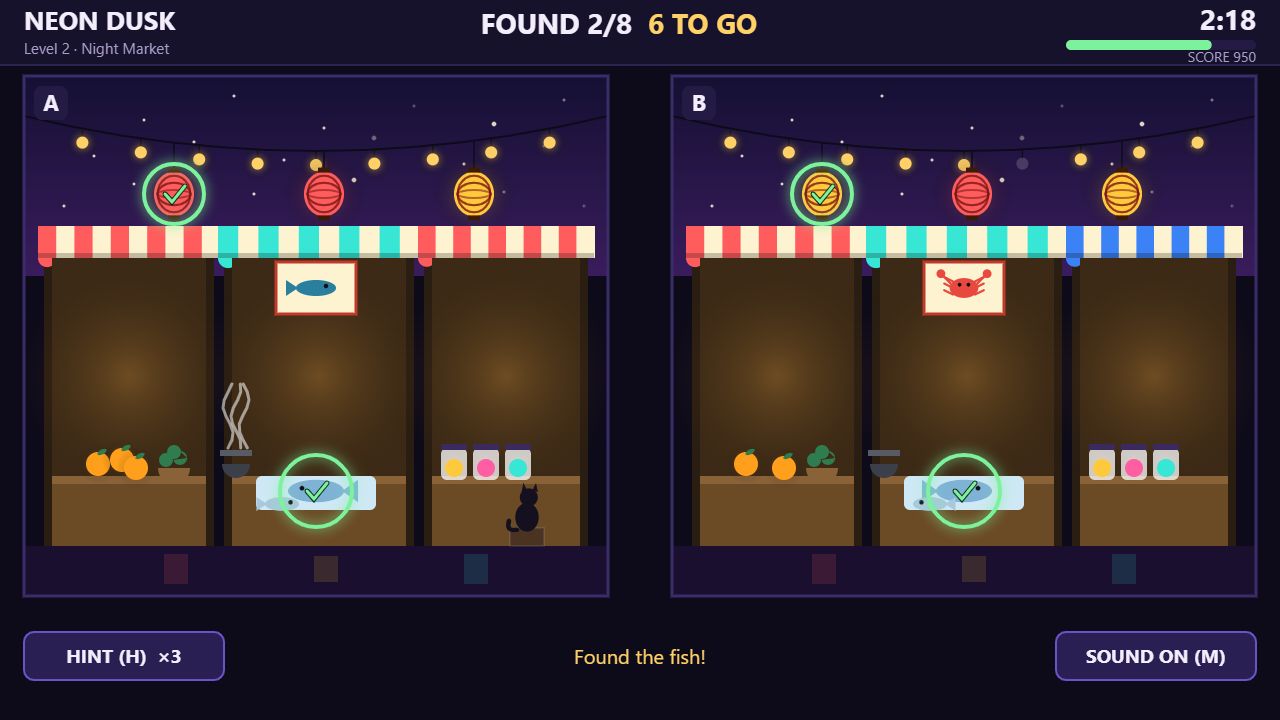 NEON DUSK
Level 2 · Night Market
FOUND 2/8 6 TO GO
2:18
SCORE 950
A
B
HINT (H) ×3
Found the fish!
SOUND ON (M)